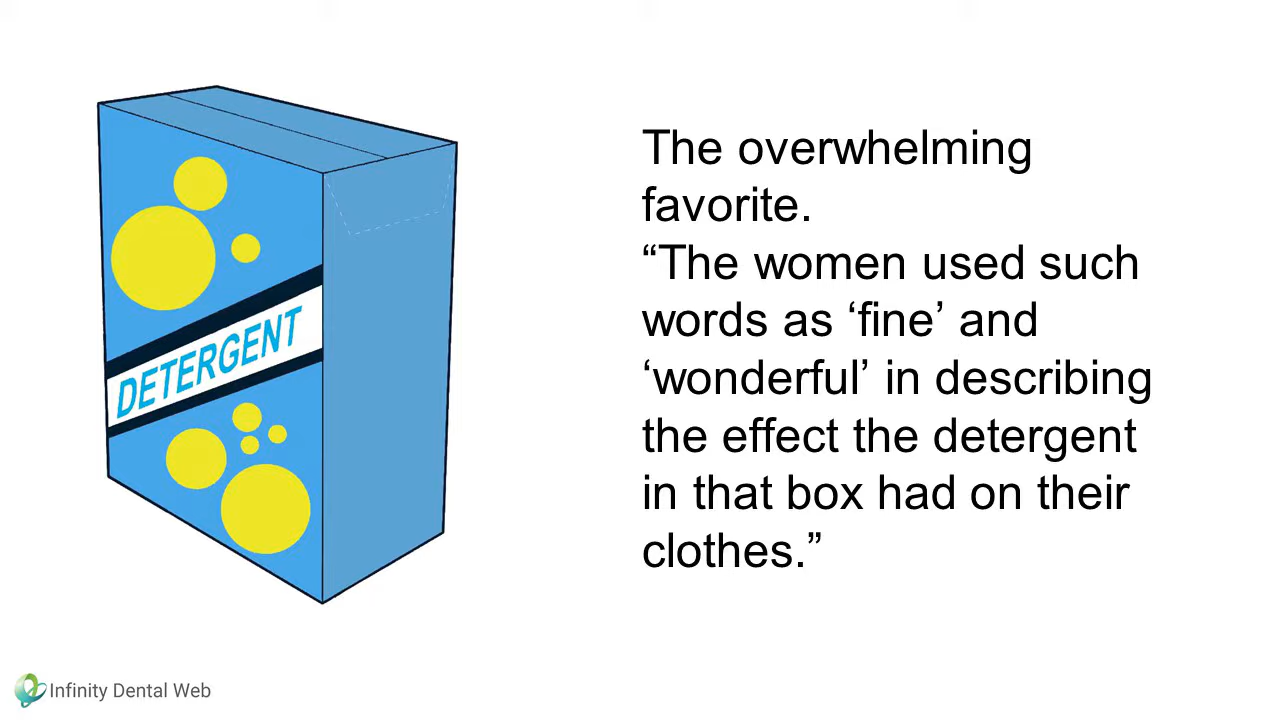 DETERGENT
The overwhelming
favorite.
“The women used such
words as ‘fine’ and
‘wonderful’ in describing
the effect the detergent
in that box had on their
clothes.”
Infinity Dental Web